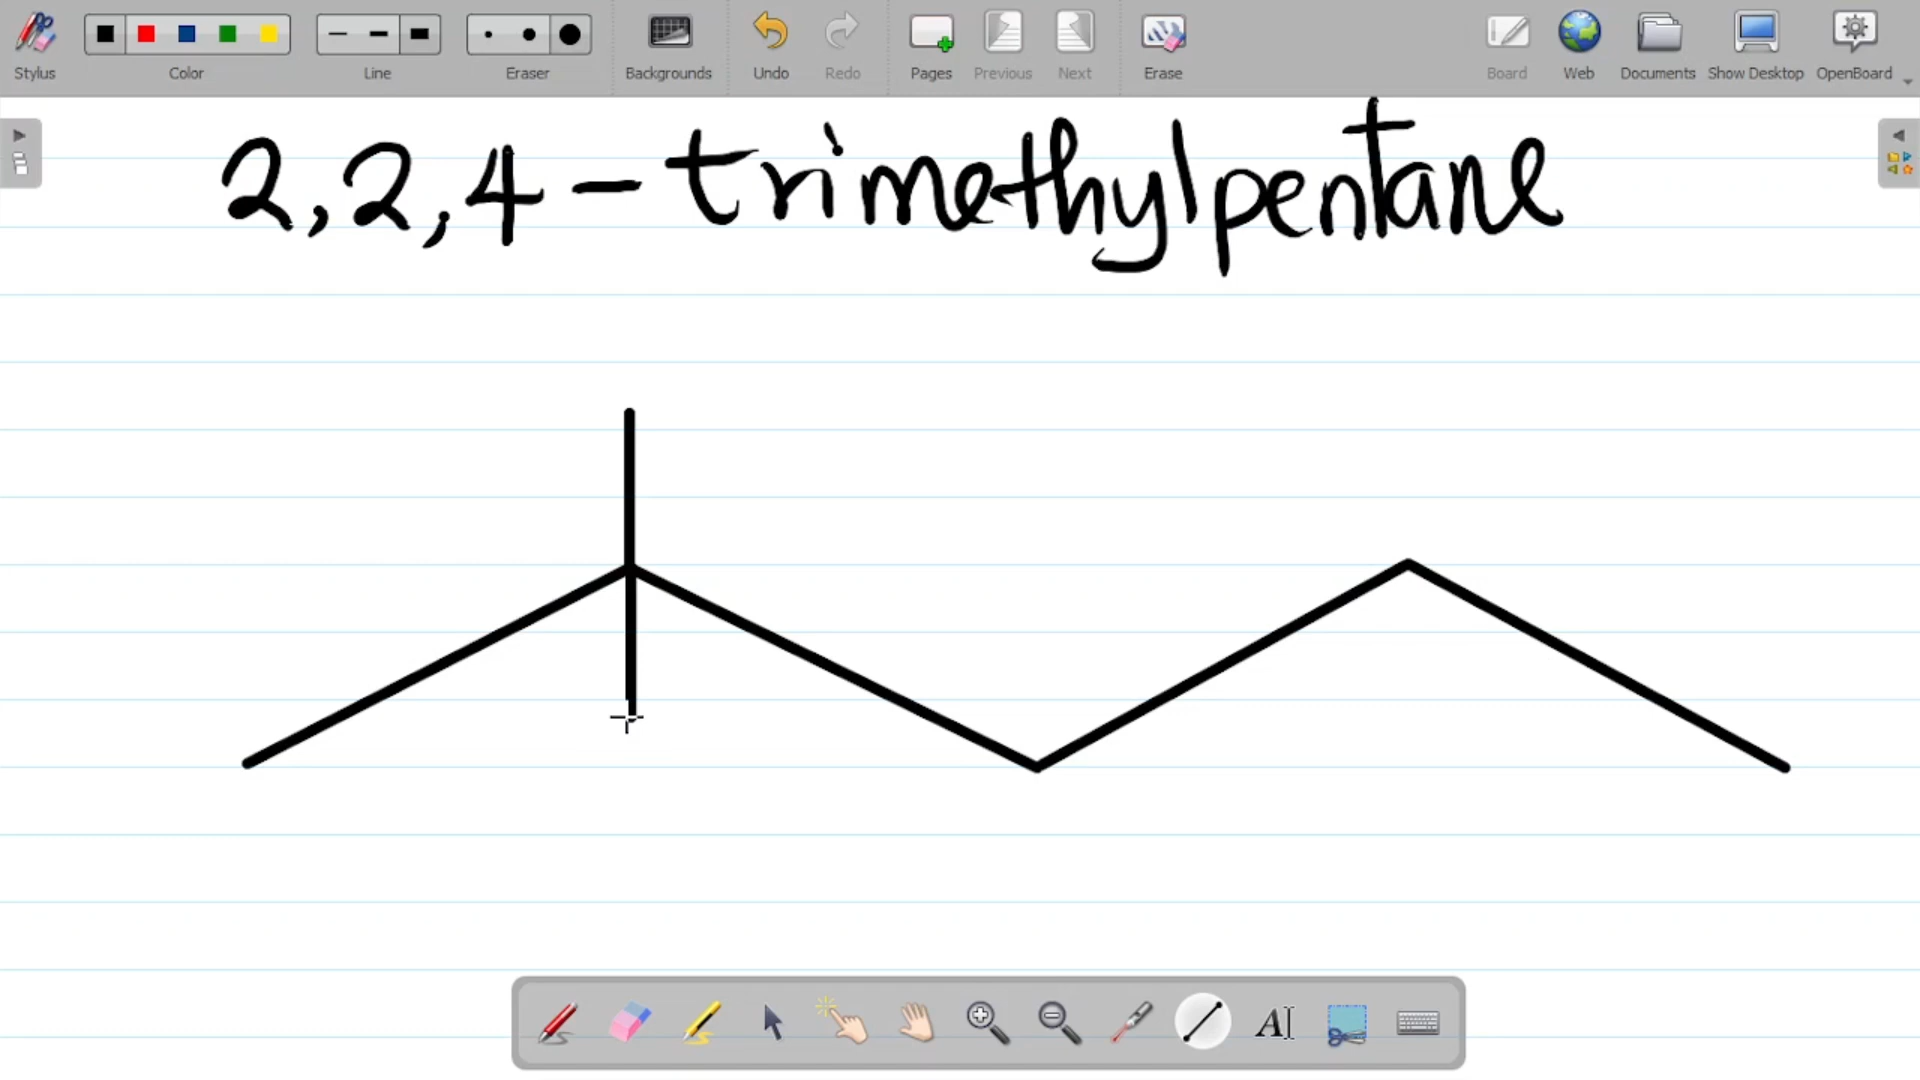 Stylus Color Line Eraser Backgrounds Undo Redo Pages Previous Next Erase Board Web Documents Show Desktop OpenBoard
2,2,4-trimethylpentane